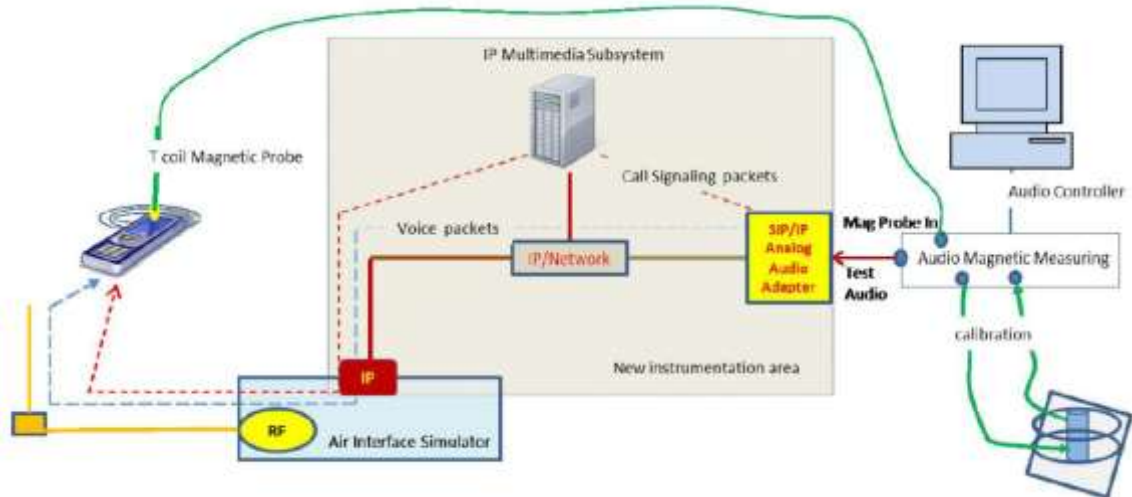 IP Multimedia Subsystem
T coil Magnetic Probe
Call Signaling packets
Audio Controller
Voice packets
Mag Probe In
SIP/IP
Analog
Audio
Adapter
IP/Network
Audio Magnetic Measuring
Test
Audio
calibration
New instrumentation area
IP
RF
Air Interface Simulator